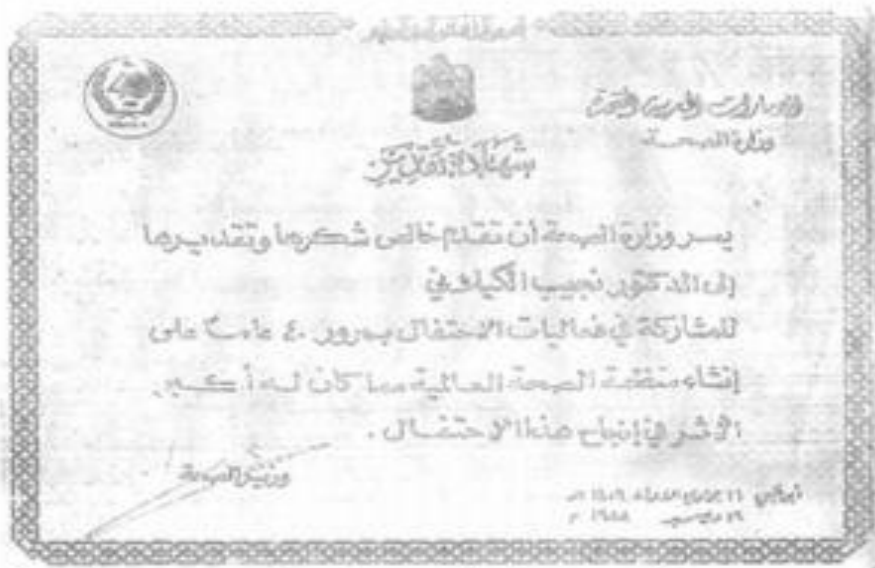 الإمارات العربية المتحدة
وزارة الصحة
شهادة تقدير
يسر وزارة الصحة أن تقدم خالص شكرها وتقديرها
إلى الدكتور نجيب الكيلاني
للمشاركة في فعاليات الاحتفال بمرور ٤٠ عاماً على
إنشاء منظمة الصحة العالمية مما كان له أكبر
الأثر في إنجاح هذا الاحتفال .
وزير الصحة
أبوظبي
١٩٨٨ م